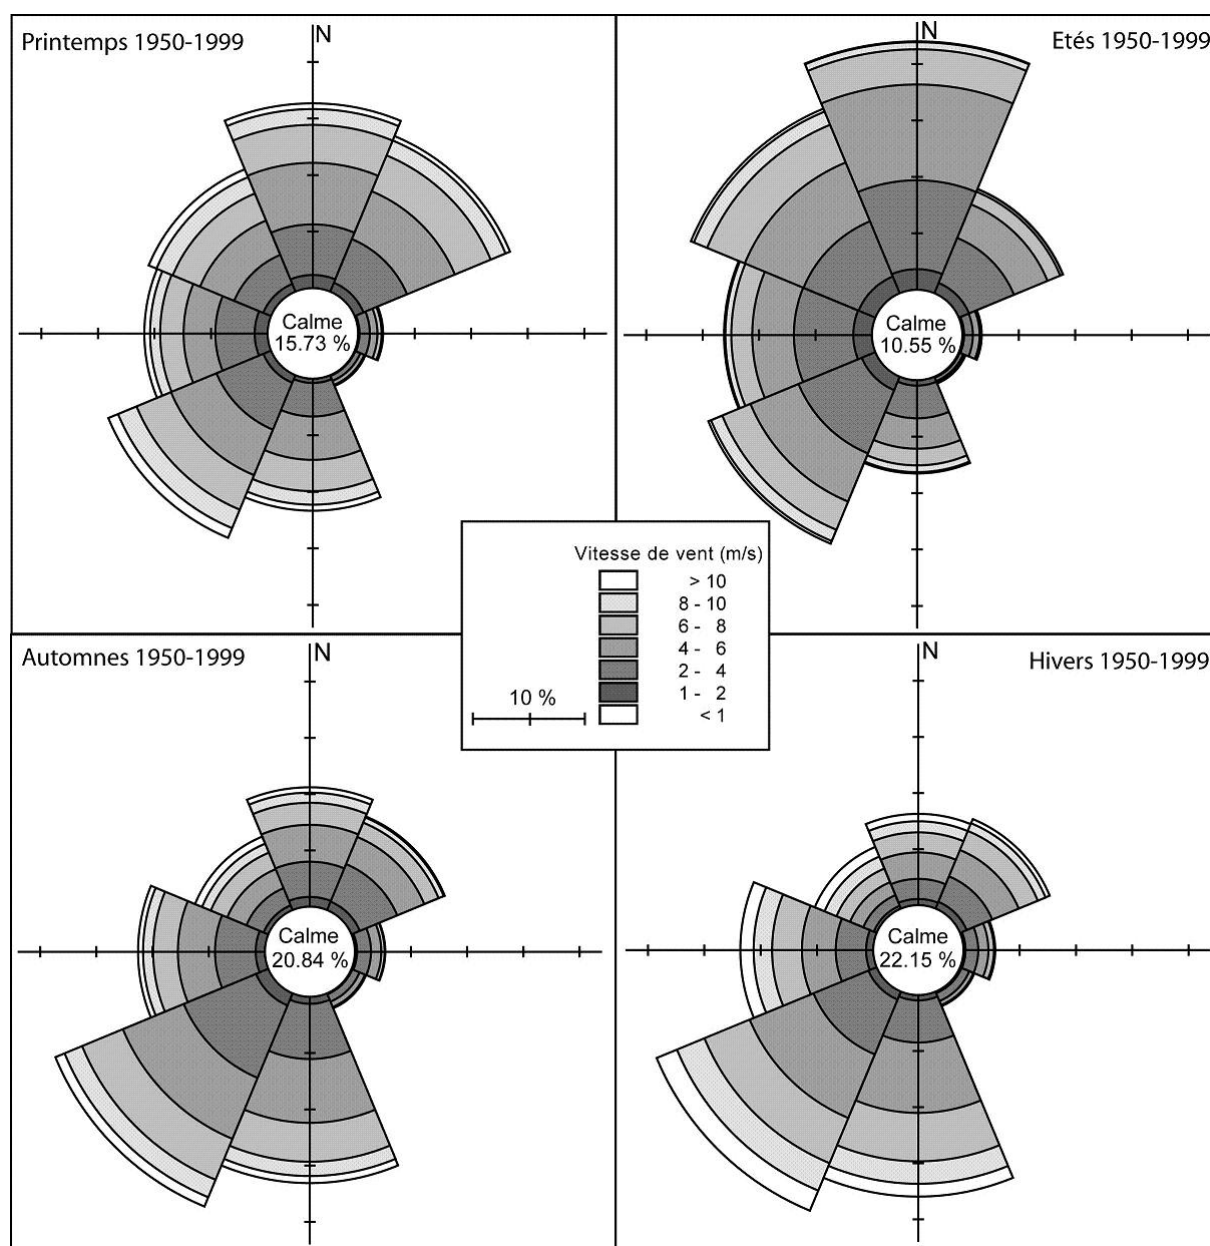 Printemps 1950-1999
N
Calme
15.73 %
Etés 1950-1999
N
Calme
10.55 %
Vitesse de vent (m/s)
> 10
8 - 10
6 - 8
4 - 6
2 - 4
1 - 2
< 1
10 %
Automnes 1950-1999
N
Calme
20.84 %
Hivers 1950-1999
N
Calme
22.15 %